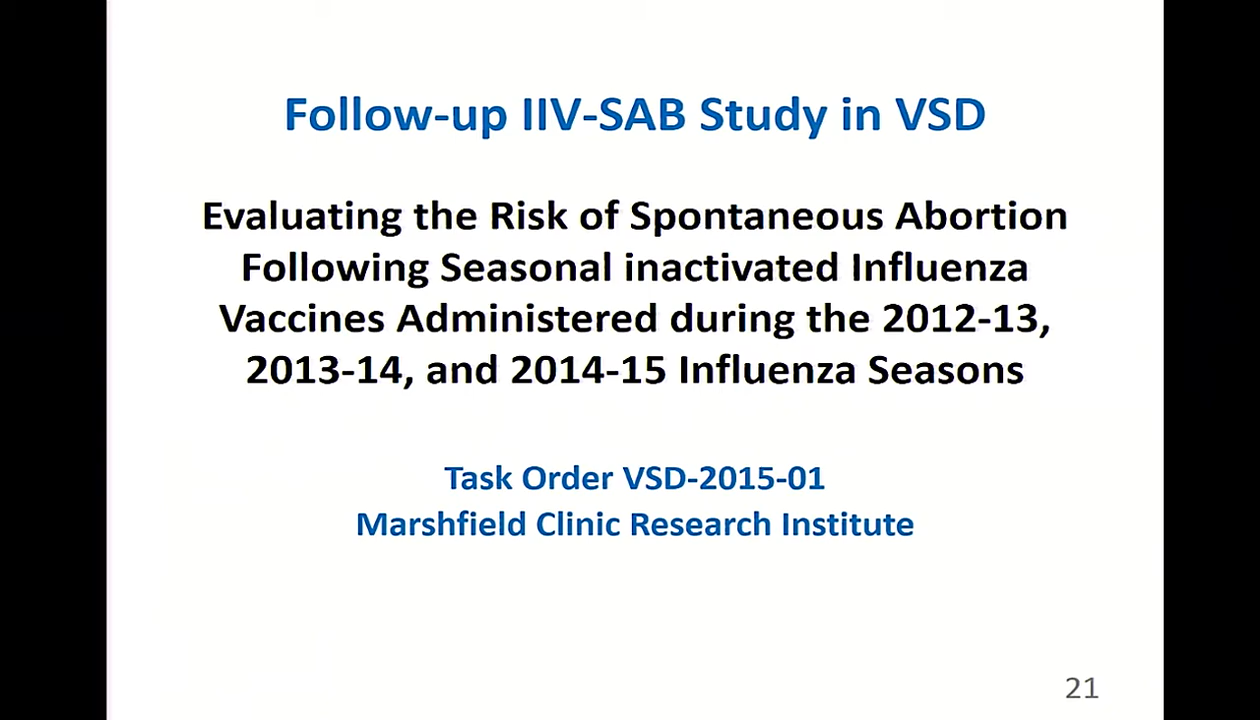 Follow-up IIV-SAB Study in VSD
Evaluating the Risk of Spontaneous Abortion
Following Seasonal inactivated Influenza
Vaccines Administered during the 2012-13,
2013-14, and 2014-15 Influenza Seasons
Task Order VSD-2015-01
Marshfield Clinic Research Institute
21